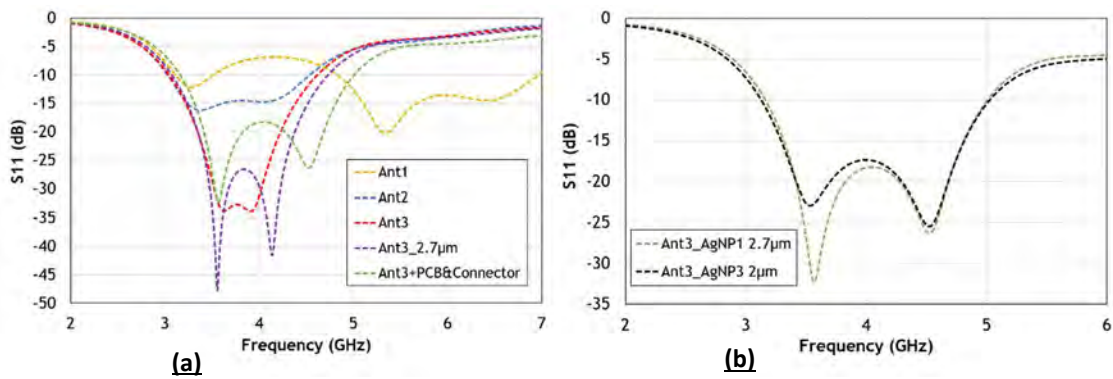 0
-5
-10
-15
-20
-25
-30
-35
-40
-45
-50
S11 (dB)
2 3 4 5 6 7
Frequency (GHz)
Ant1
Ant2
Ant3
Ant3_2.7μm
Ant3+PCB&Connector
(a)
0
-5
-10
-15
-20
-25
-30
-35
S11 (dB)
2 3 4 5 6
Frequency (GHz)
Ant3_AgNP1 2.7μm
Ant3_AgNP3 2μm
(b)